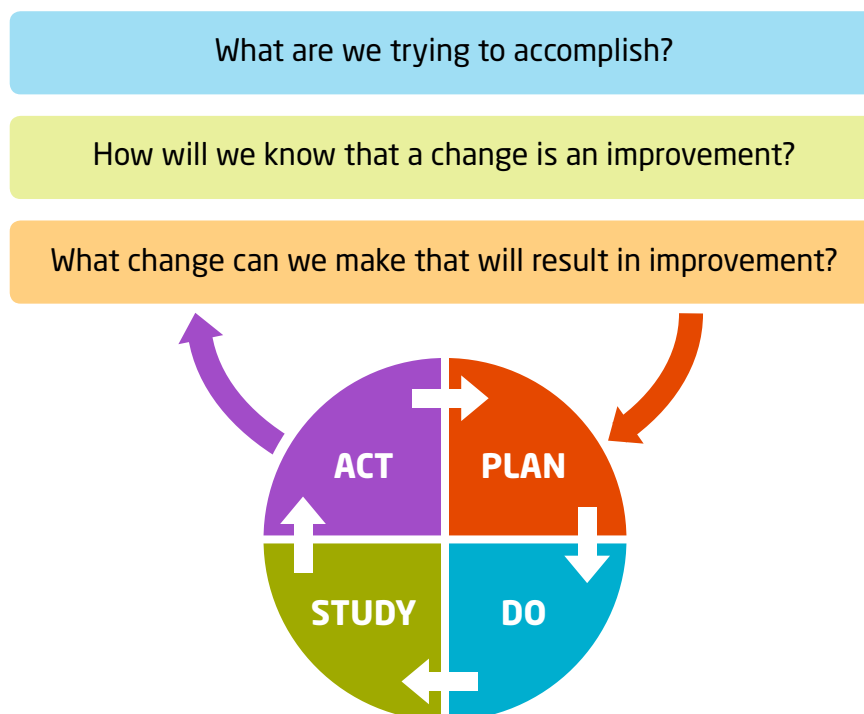 What are we trying to accomplish?
How will we know that a change is an improvement?
What change can we make that will result in improvement?
ACT
PLAN
STUDY
DO